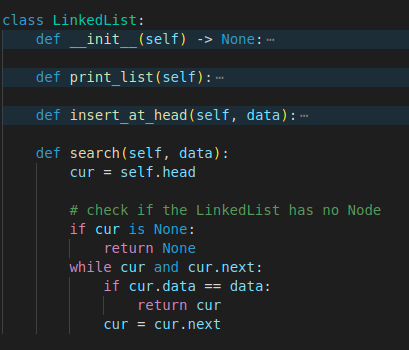 class LinkedList:
    def __init__(self) -> None:⋯
    def print_list(self):⋯
    def insert_at_head(self, data):⋯
    def search(self, data):
        cur = self.head
        # check if the LinkedList has no Node
        if cur is None:
            return None
        while cur and cur.next:
            if cur.data == data:
                return cur
            cur = cur.next